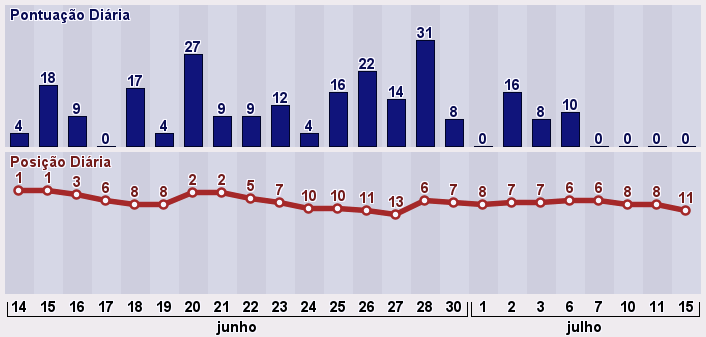 Pontuação Diária
4 18 9 0 17 4 27 9 9 12 4 16 22 14 31 8 0 16 8 10 0 0 0 0
Posição Diária
1 1 3 6 8 8 2 2 5 7 10 10 11 13 6 7 8 7 7 6 6 8 8 11
14 15 16 17 18 19 20 21 22 23 24 25 26 27 28 30 1 2 3 6 7 10 11 15
junho julho